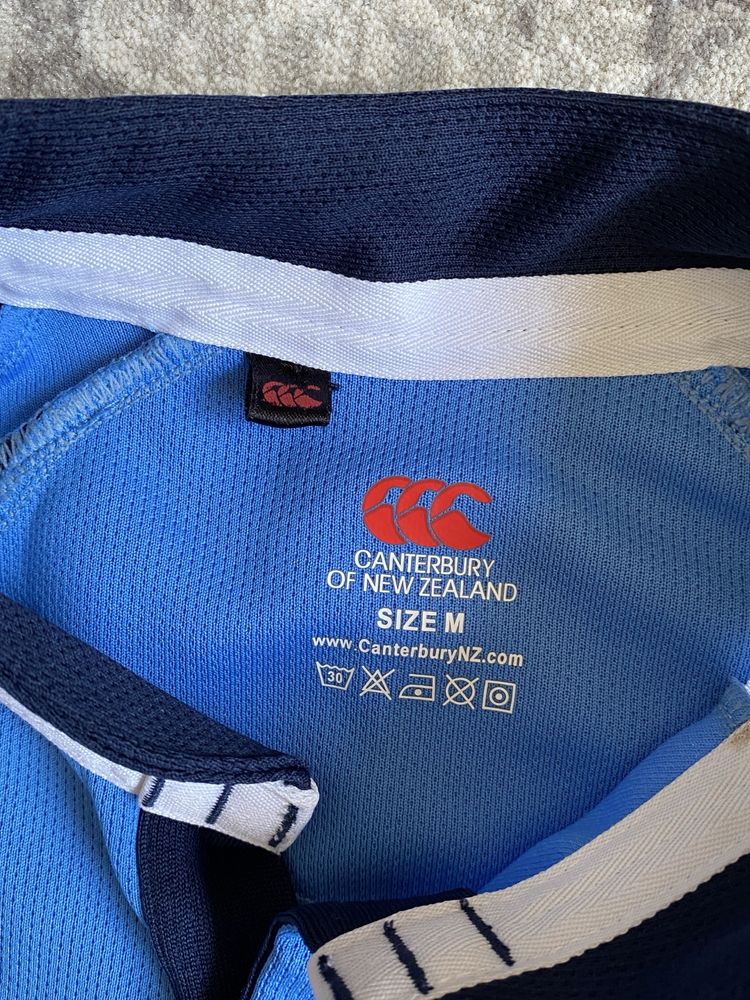 CANTERBURY
OF NEW ZEALAND
SIZE M
www.CanterburyNZ.com
30